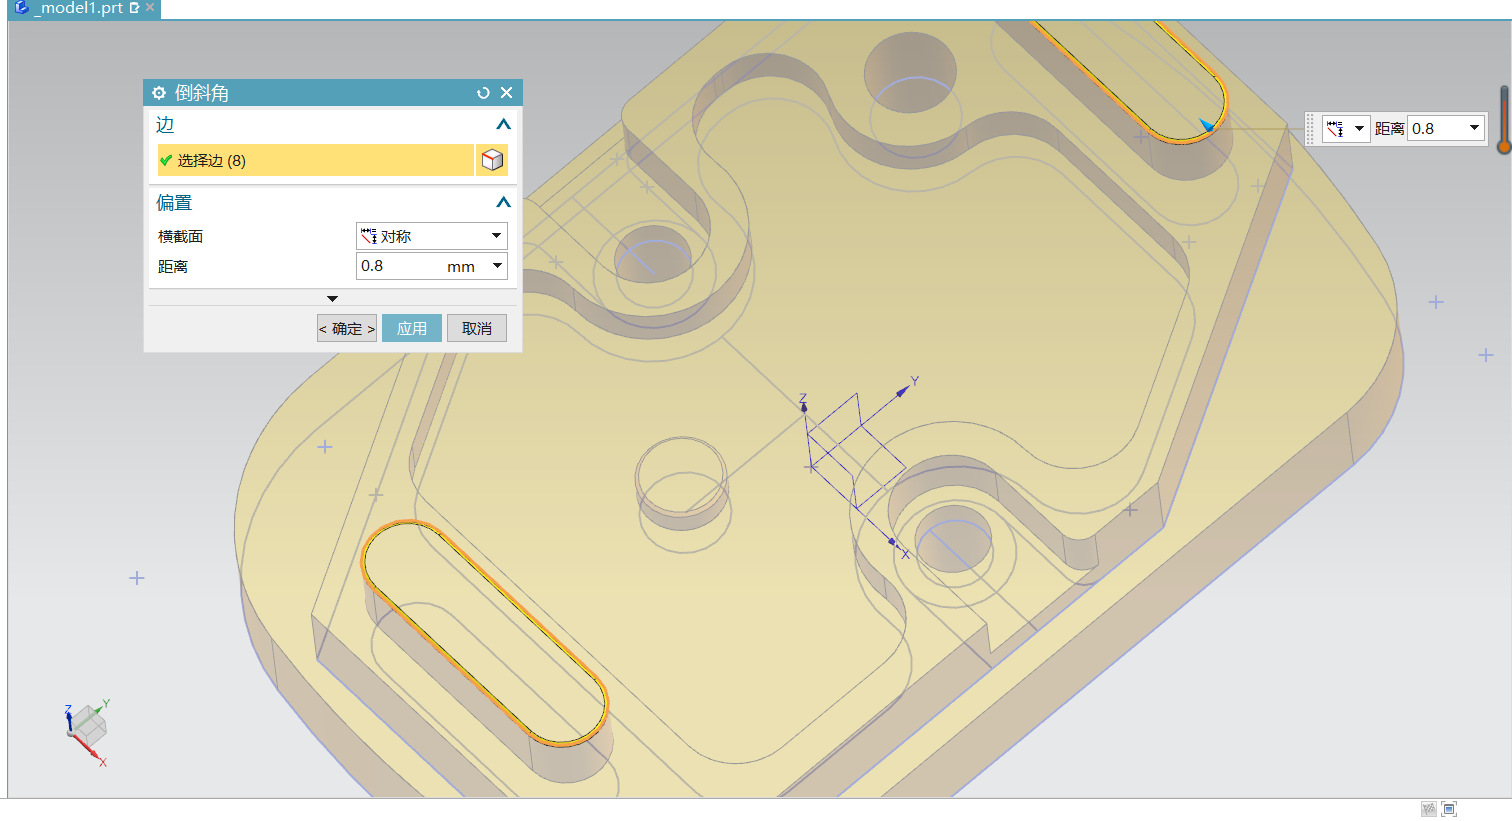 _model1.prt
倒斜角
边
选择边 (8)
偏置
横截面 对称
距离 0.8 mm
< 确定 > 应用 取消
距离 0.8
Z
Y
X
Z
Y
X